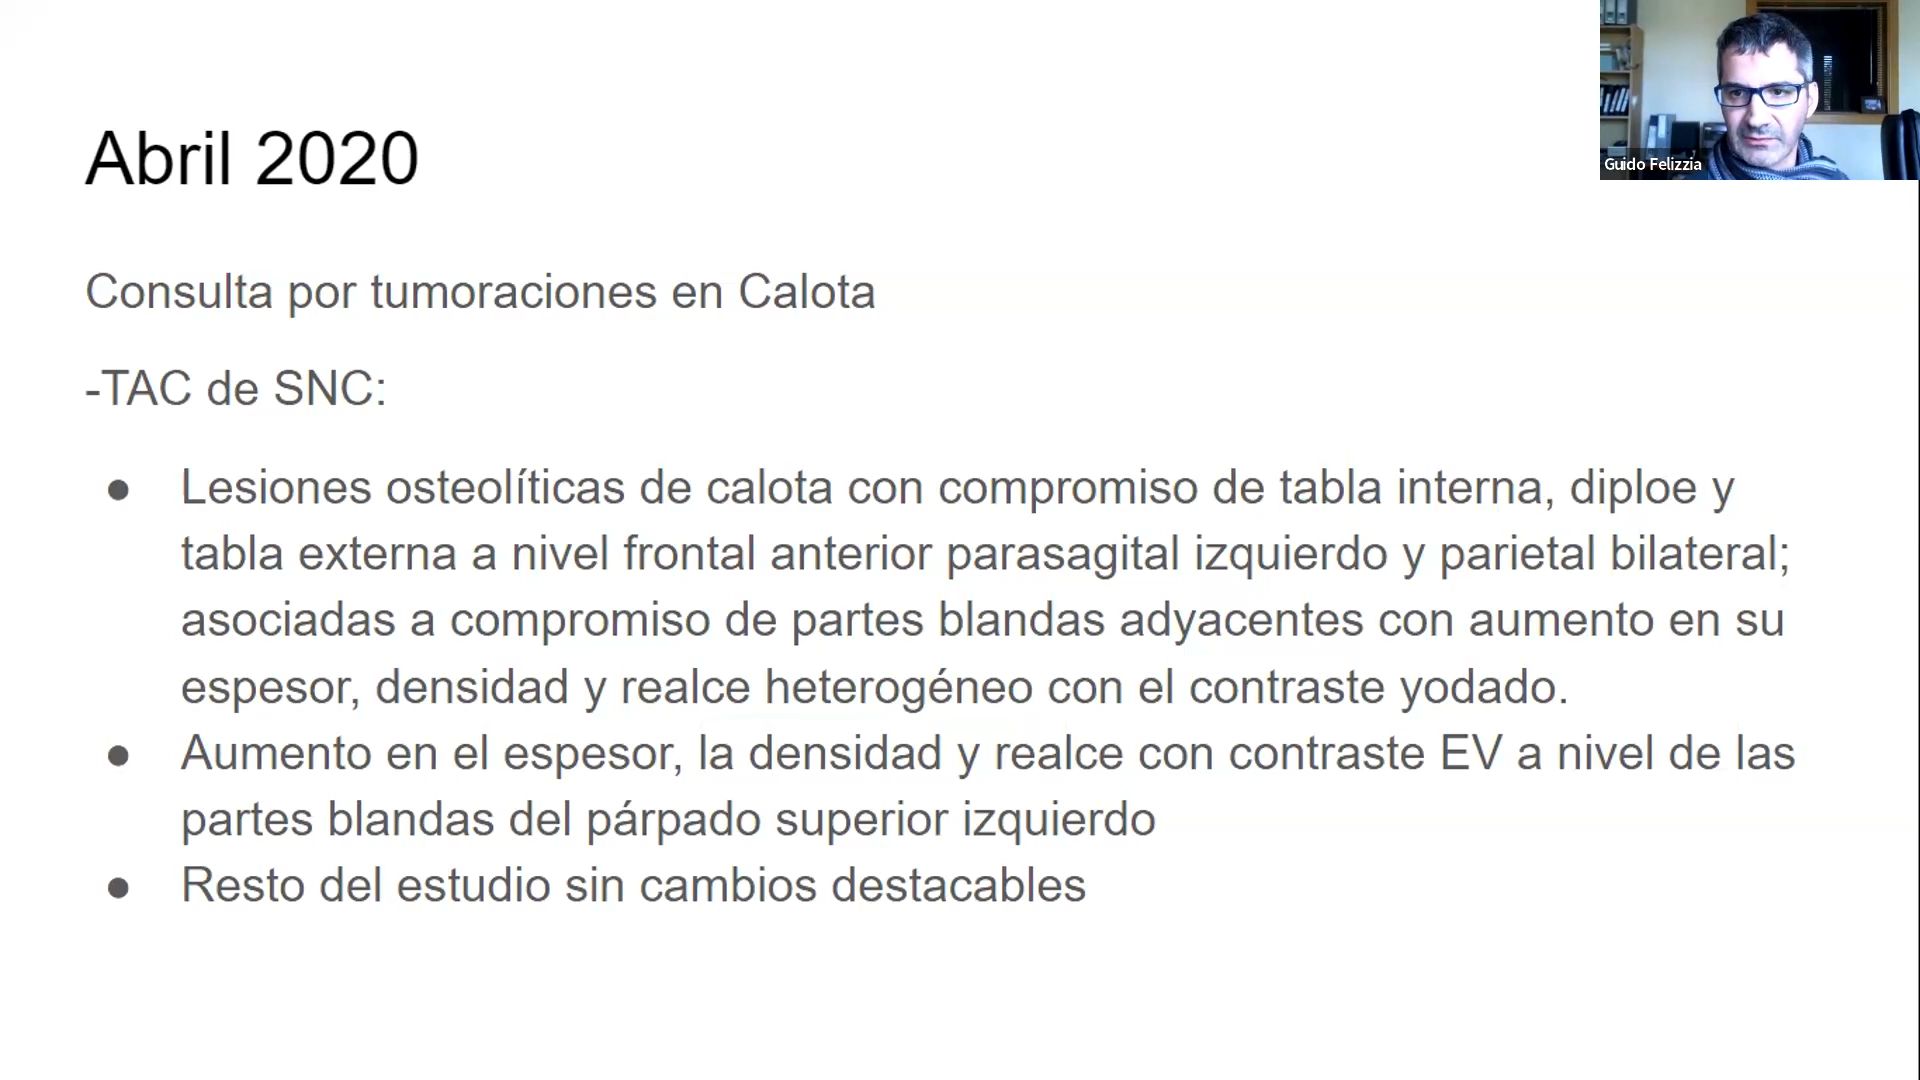 Abril 2020
Guido Felizzia
Consulta por tumoraciones en Calota
-TAC de SNC:
● Lesiones osteolíticas de calota con compromiso de tabla interna, diploe y
tabla externa a nivel frontal anterior parasagital izquierdo y parietal bilateral;
asociadas a compromiso de partes blandas adyacentes con aumento en su
espesor, densidad y realce heterogéneo con el contraste yodado.
● Aumento en el espesor, la densidad y realce con contraste EV a nivel de las
partes blandas del párpado superior izquierdo
● Resto del estudio sin cambios destacables